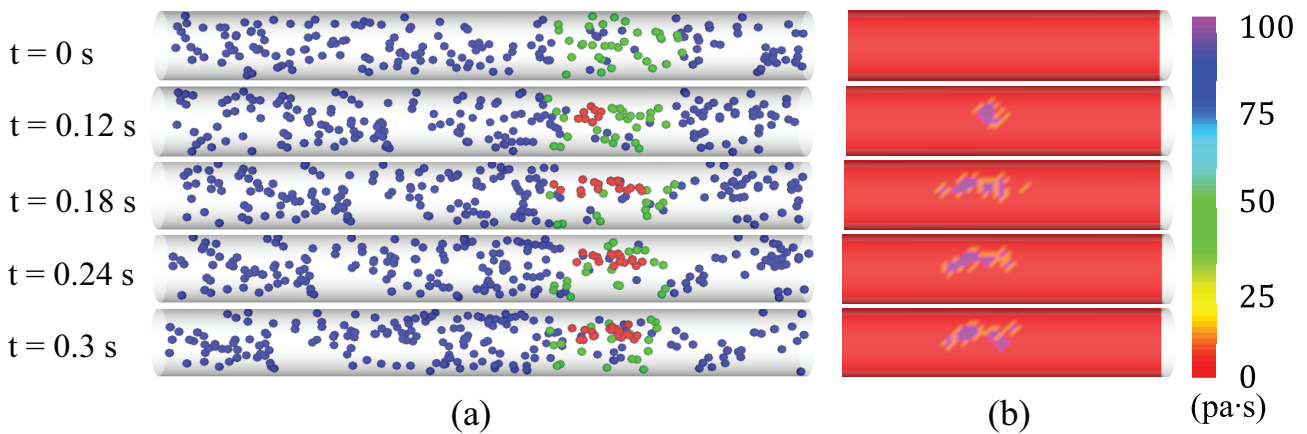 t = 0 s
t = 0.12 s
t = 0.18 s
t = 0.24 s
t = 0.3 s
100
75
50
25
0
(pa·s)
(a)
(b)